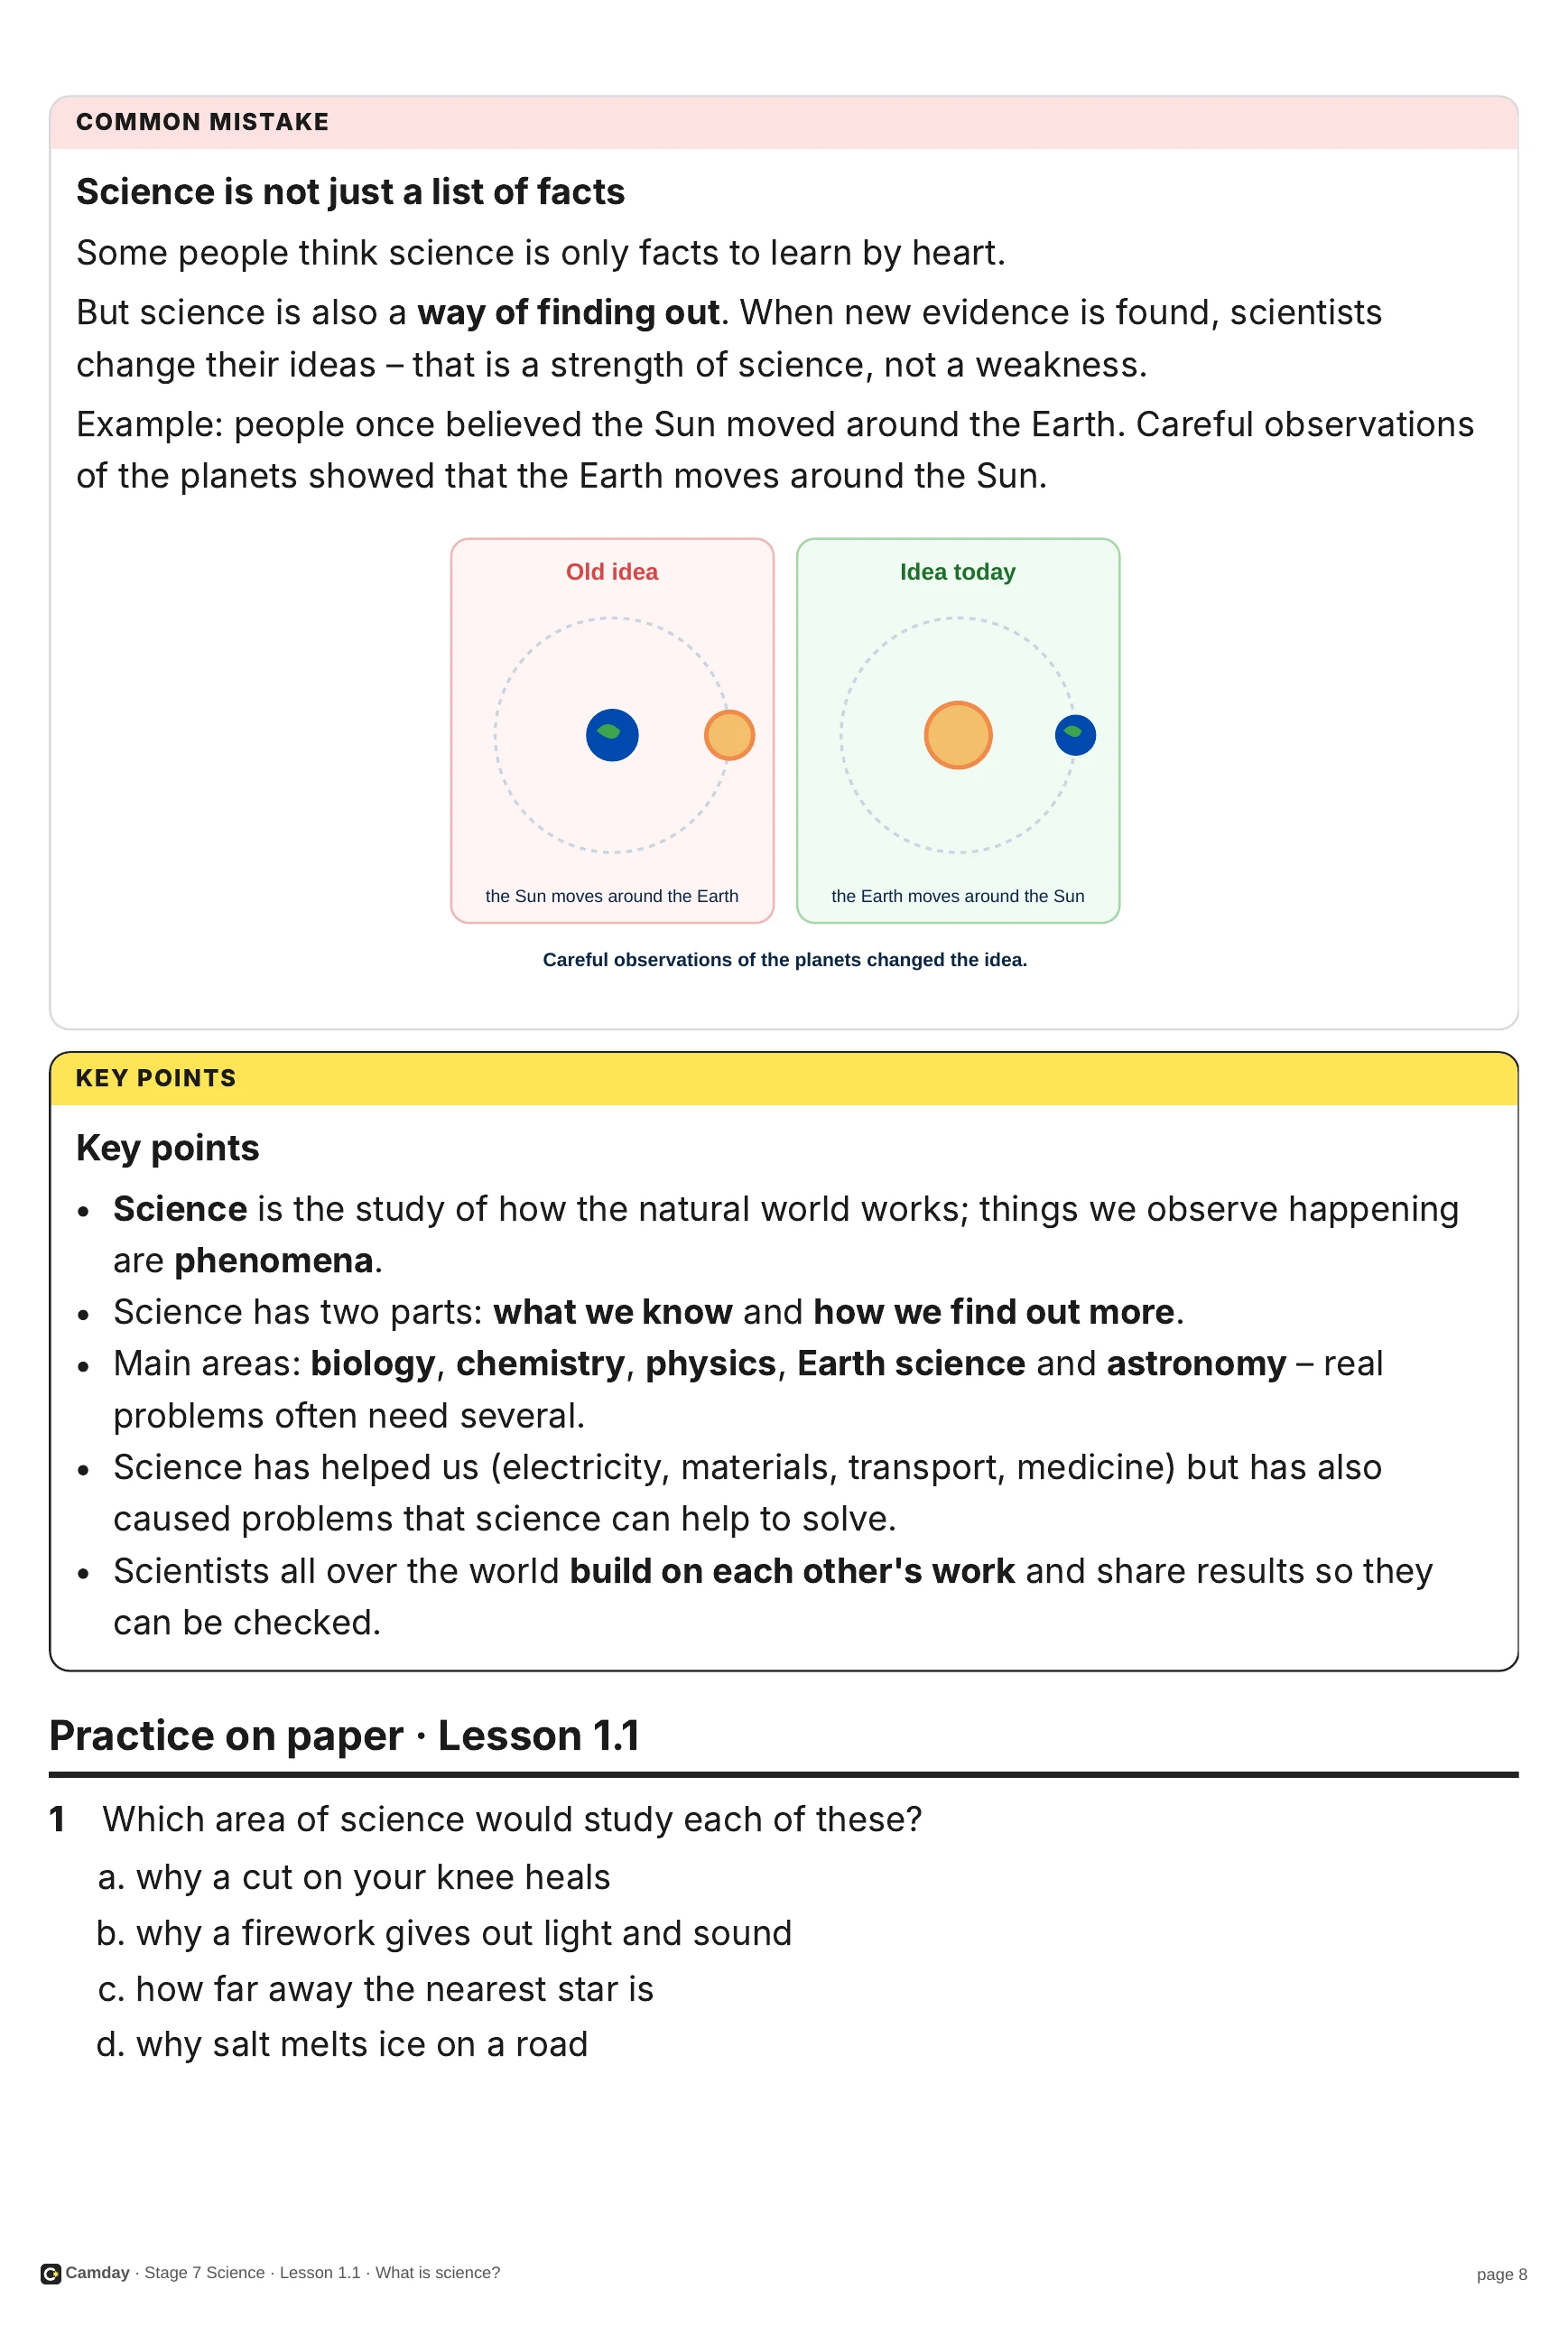 COMMON MISTAKE
Science is not just a list of facts
Some people think science is only facts to learn by heart.
But science is also a way of finding out. When new evidence is found, scientists
change their ideas – that is a strength of science, not a weakness.
Example: people once believed the Sun moved around the Earth. Careful observations
of the planets showed that the Earth moves around the Sun.
Old idea
the Sun moves around the Earth
Idea today
the Earth moves around the Sun
Careful observations of the planets changed the idea.
KEY POINTS
Key points
• Science is the study of how the natural world works; things we observe happening
are phenomena.
• Science has two parts: what we know and how we find out more.
• Main areas: biology, chemistry, physics, Earth science and astronomy – real
problems often need several.
• Science has helped us (electricity, materials, transport, medicine) but has also
caused problems that science can help to solve.
• Scientists all over the world build on each other's work and share results so they
can be checked.
Practice on paper · Lesson 1.1
1 Which area of science would study each of these?
a. why a cut on your knee heals
b. why a firework gives out light and sound
c. how far away the nearest star is
d. why salt melts ice on a road
Camday · Stage 7 Science · Lesson 1.1 · What is science?
page 8